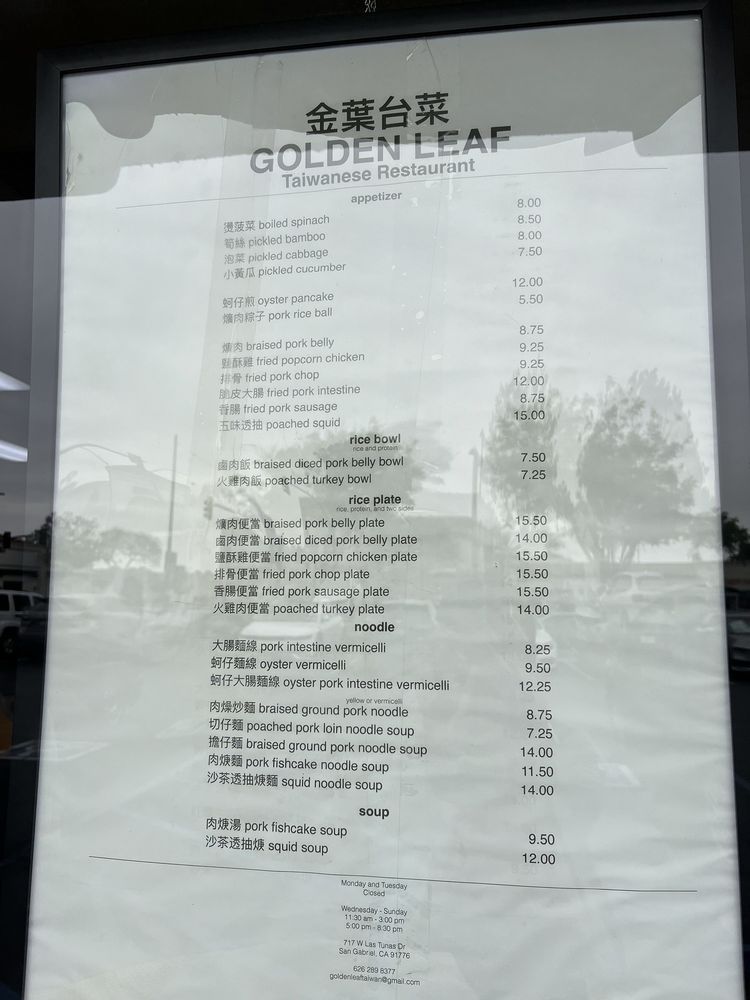 金葉台菜
GOLDEN LEAF
Taiwanese Restaurant
appetizer
燙菠菜 boiled spinach 8.00
筍絲 pickled bamboo 8.50
泡菜 pickled cabbage 8.00
小黃瓜 pickled cucumber 7.50
蚵仔煎 oyster pancake 12.00
爌肉粽子 pork rice ball 5.50
爌肉 braised pork belly 8.75
鹽酥雞 fried popcorn chicken 9.25
排骨 fried pork chop 9.25
脆皮大腸 fried pork intestine 12.00
香腸 fried pork sausage 8.75
五味透抽 poached squid 15.00
rice bowl
rice and protein
鹵肉飯 braised diced pork belly bowl 7.50
火雞肉飯 poached turkey bowl 7.25
rice plate
rice, protein, and two sides
爌肉便當 braised pork belly plate 15.50
鹵肉便當 braised diced pork belly plate 14.00
鹽酥雞便當 fried popcorn chicken plate 15.50
排骨便當 fried pork chop plate 15.50
香腸便當 fried pork sausage plate 15.50
火雞肉便當 poached turkey plate 14.00
noodle
大腸麵線 pork intestine vermicelli 8.25
蚵仔麵線 oyster vermicelli 9.50
蚵仔大腸麵線 oyster pork intestine vermicelli 12.25
yellow or vermicelli
肉燥炒麵 braised ground pork noodle 8.75
切仔麵 poached pork loin noodle soup 7.25
擔仔麵 braised ground pork noodle soup 14.00
肉焿麵 pork fishcake noodle soup 11.50
沙茶透抽焿麵 squid noodle soup 14.00
soup
肉焿湯 pork fishcake soup 9.50
沙茶透抽焿 squid soup 12.00
Monday and Tuesday
Closed
Wednesday - Sunday
11:30 am - 3:00 pm
5:00 pm - 8:30 pm
717 W Las Tunas Dr
San Gabriel, CA 91776
626 289 8377
goldenleaftaiwan@gmail.com